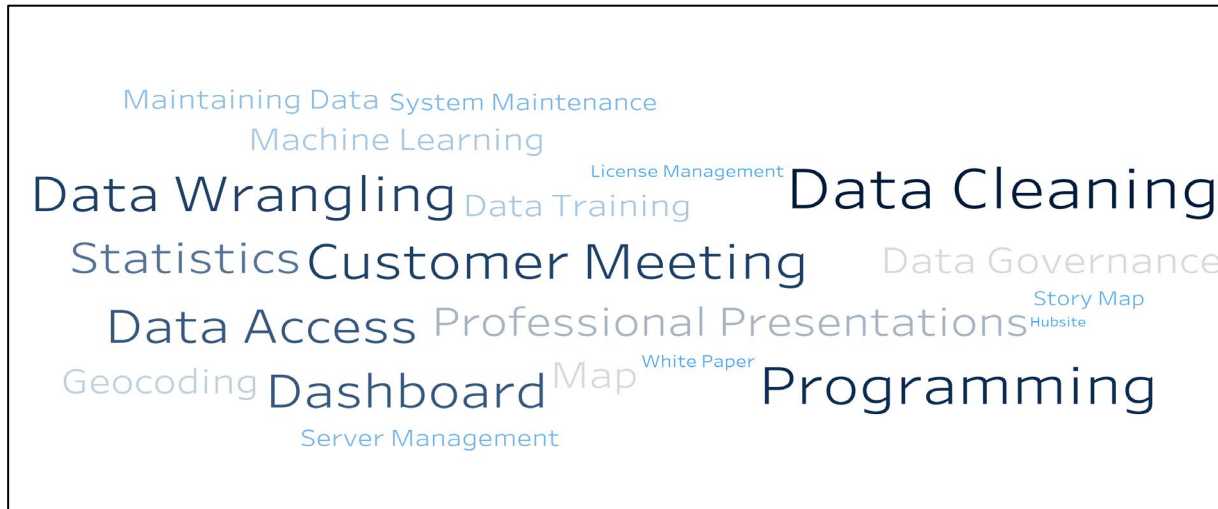 Maintaining Data System Maintenance
Machine Learning
License Management
Data Wrangling Data Training Data Cleaning
Statistics Customer Meeting Data Governance
Story Map
Data Access Professional Presentations Hubsite
White Paper
Geocoding Dashboard Map Programming
Server Management